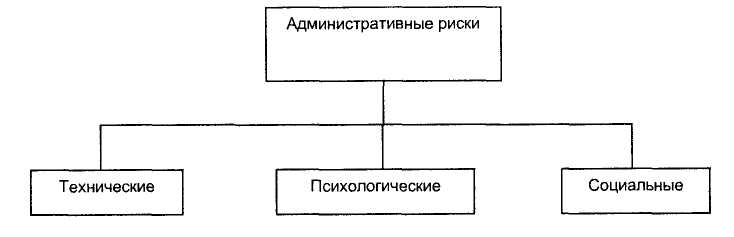 Административные риски
Технические
Психологические
Социальные